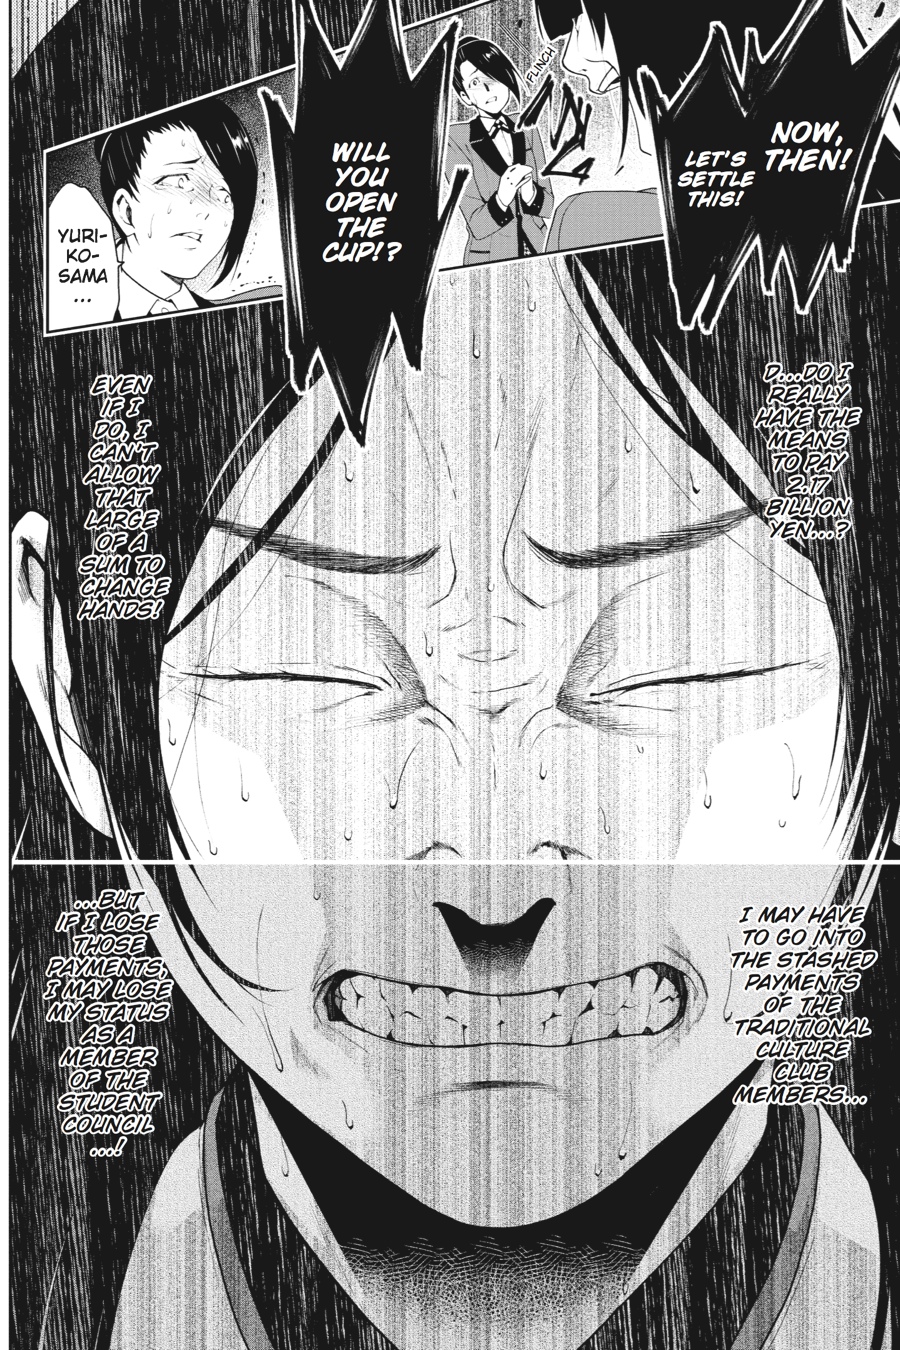 NOW,
THEN!
LET'S
SETTLE
THIS!
FLINCH
WILL
YOU
OPEN
THE
CUP!?
YURI-
KO-
SAMA
...
D...DO I
REALLY
HAVE THE
MEANS
TO PAY
2.17
BILLION
YEN...?
EVEN
IF I
DO, I
CAN'T
ALLOW
THAT
LARGE
OF A
SUM TO
CHANGE
HANDS!
I MAY HAVE
TO GO INTO
THE STASHED
PAYMENTS
OF THE
TRADITIONAL
CULTURE
CLUB
MEMBERS...
...BUT
IF I LOSE
THOSE
PAYMENTS,
I MAY LOSE
MY STATUS
AS A
MEMBER
OF THE
STUDENT
COUNCIL
...!